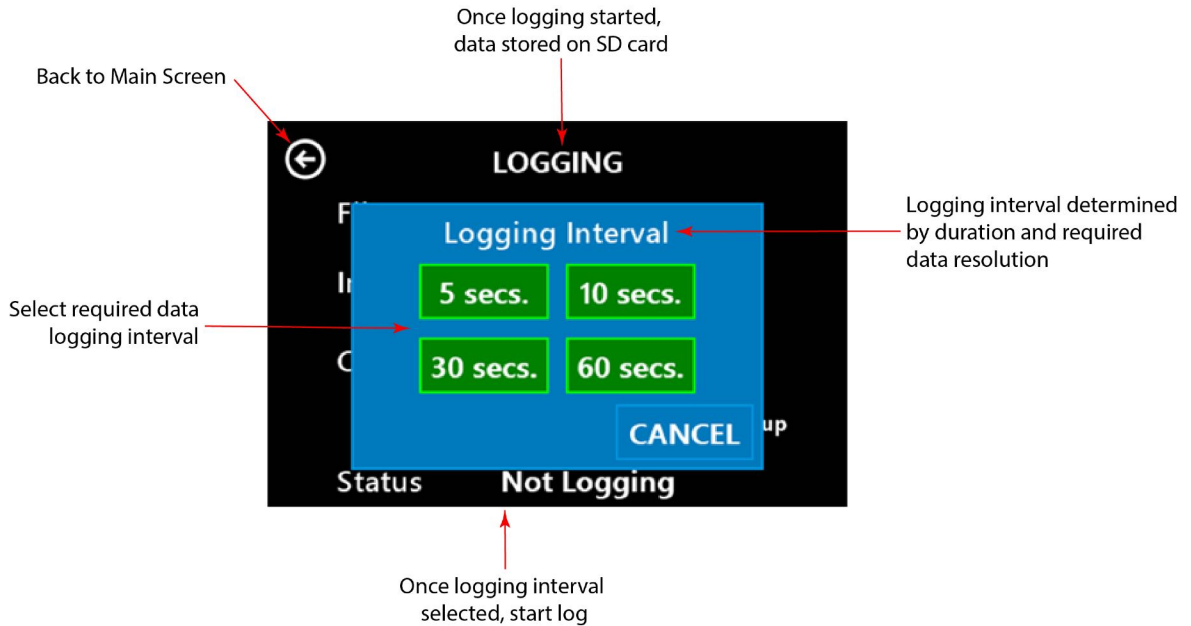 Once logging started,
data stored on SD card
Back to Main Screen
LOGGING
Logging Interval
Logging interval determined
by duration and required
data resolution
5 secs.
10 secs.
Select required data
logging interval
30 secs.
60 secs.
CANCEL
up
Status
Not Logging
Once logging interval
selected, start log